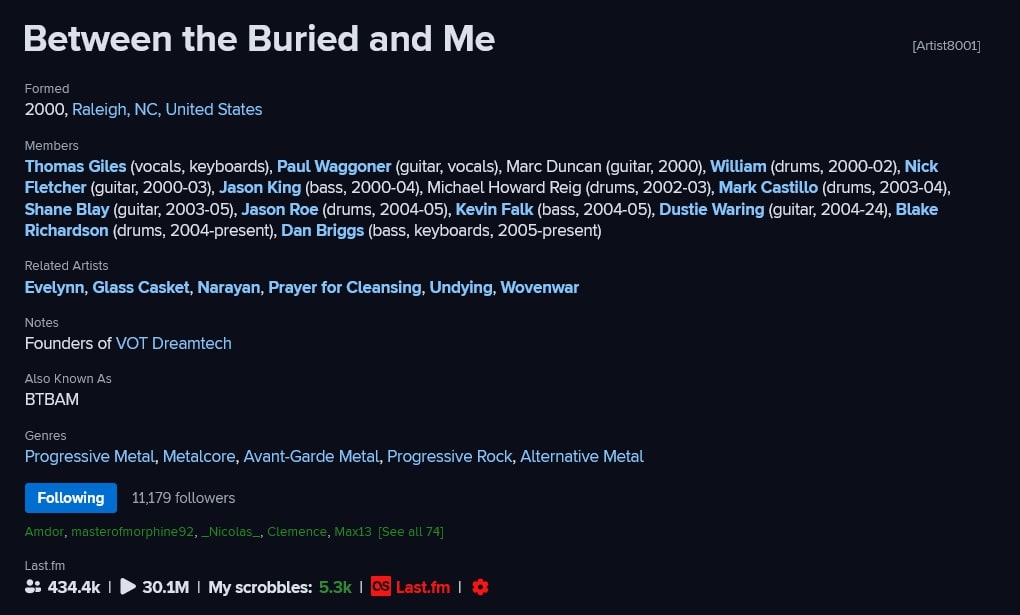 Between the Buried and Me
[Artist8001]
Formed
2000, Raleigh, NC, United States
Members
Thomas Giles (vocals, keyboards), Paul Waggoner (guitar, vocals), Marc Duncan (guitar, 2000), William (drums, 2000-02), Nick
Fletcher (guitar, 2000-03), Jason King (bass, 2000-04), Michael Howard Reig (drums, 2002-03), Mark Castillo (drums, 2003-04),
Shane Blay (guitar, 2003-05), Jason Roe (drums, 2004-05), Kevin Falk (bass, 2004-05), Dustie Waring (guitar, 2004-24), Blake
Richardson (drums, 2004-present), Dan Briggs (bass, keyboards, 2005-present)
Related Artists
Evelynn, Glass Casket, Narayan, Prayer for Cleansing, Undying, Wovenwar
Notes
Founders of VOT Dreamtech
Also Known As
BTBAM
Genres
Progressive Metal, Metalcore, Avant-Garde Metal, Progressive Rock, Alternative Metal
Following 11,179 followers
Amdor, masterofmorphine92, _Nicolas_, Clemence, Max13 [See all 74]
Last.fm
434.4k | 30.1M | My scrobbles: 5.3k | OS Last.fm |